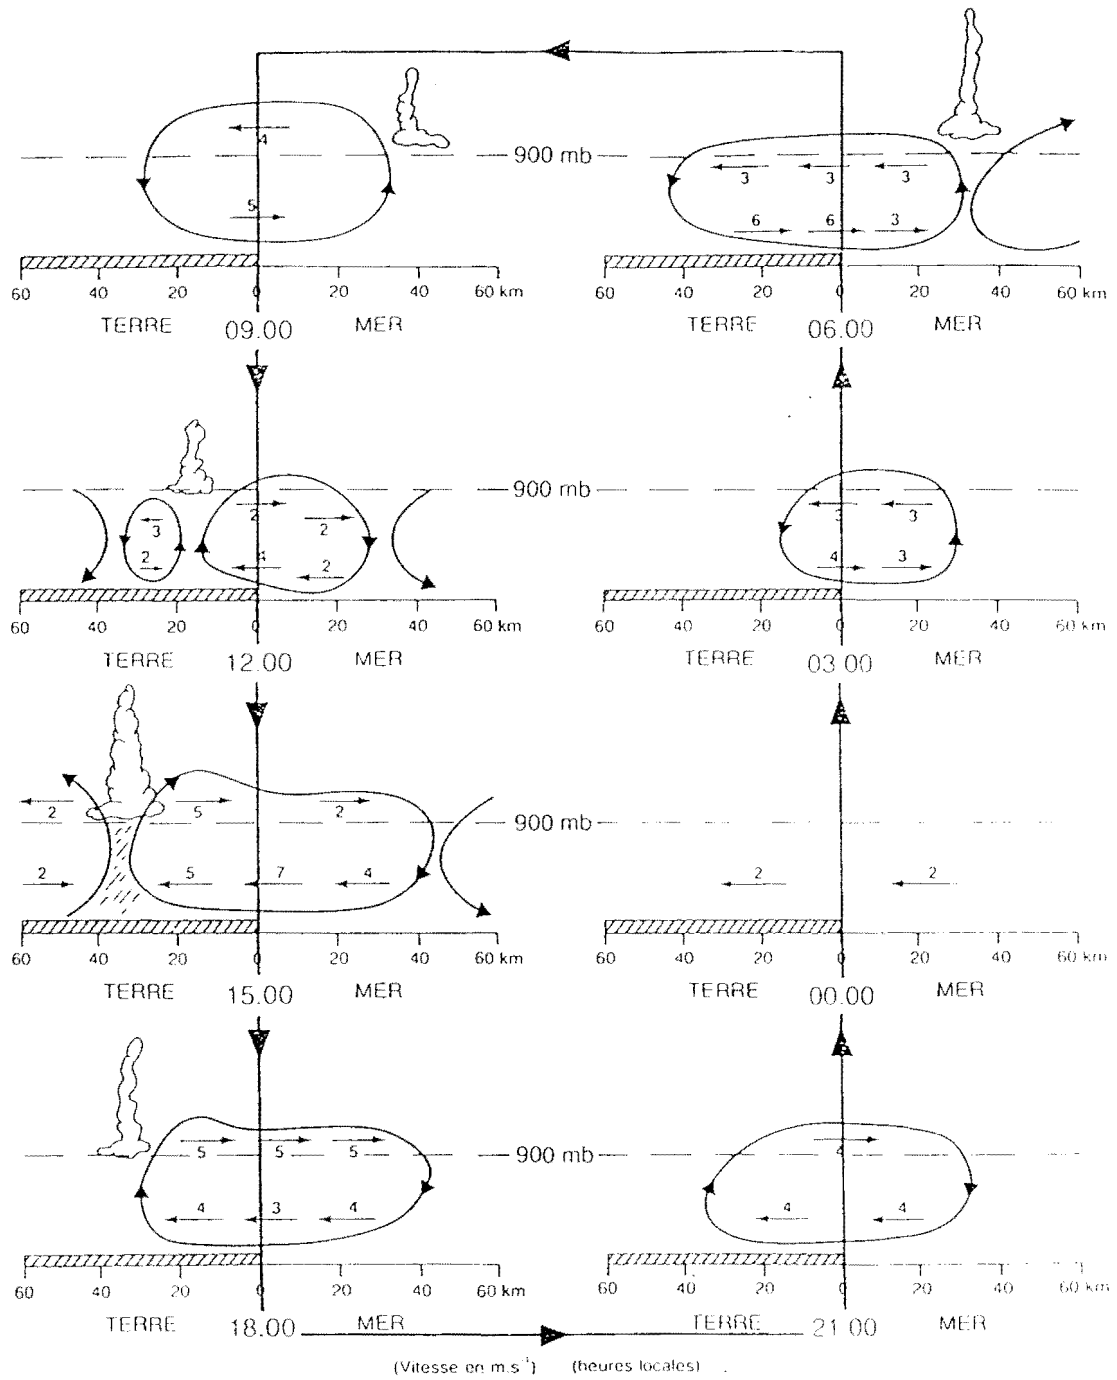 4
3 3 3
900 mb
5
6 6 3
60 40 20 0 20 40 60 km
60 40 20 0 20 40 60 km
TERRE 09.00 MER
TERRE 06.00 MER
900 mb
2 2
3
3 3
2 4 2
4 3
60 40 20 0 20 40 60 km
60 40 20 0 20 40 60 km
TERRE 12.00 MER
TERRE 03.00 MER
2 5 2
900 mb
2 5 7 4
2 2
60 40 20 0 20 40 60 km
60 40 20 0 20 40 60 km
TERRE 15.00 MER
TERRE 00.00 MER
5 5 5
900 mb
4
4 3 4
4 4
60 40 20 0 20 40 60 km
60 40 20 0 20 40 60 km
TERRE 18.00 MER
TERRE 21.00 MER
(Vitesse en m.s⁻¹) (heures locales)